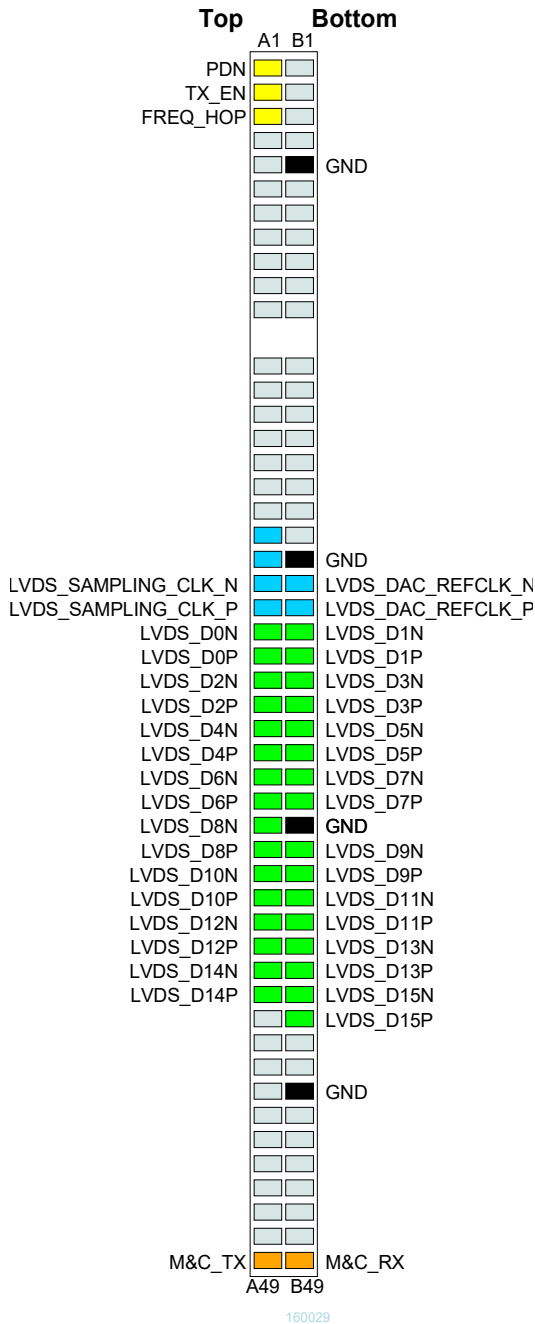 Top Bottom
A1 B1
PDN
TX_EN
FREQ_HOP
GND
GND
LVDS_SAMPLING_CLK_N LVDS_DAC_REFCLK_N
LVDS_SAMPLING_CLK_P LVDS_DAC_REFCLK_P
LVDS_D0N LVDS_D1N
LVDS_D0P LVDS_D1P
LVDS_D2N LVDS_D3N
LVDS_D2P LVDS_D3P
LVDS_D4N LVDS_D5N
LVDS_D4P LVDS_D5P
LVDS_D6N LVDS_D7N
LVDS_D6P LVDS_D7P
LVDS_D8N GND
LVDS_D8P LVDS_D9N
LVDS_D10N LVDS_D9P
LVDS_D10P LVDS_D11N
LVDS_D12N LVDS_D11P
LVDS_D12P LVDS_D13N
LVDS_D14N LVDS_D13P
LVDS_D14P LVDS_D15N
LVDS_D15P
GND
M&C_TX M&C_RX
A49 B49
160029